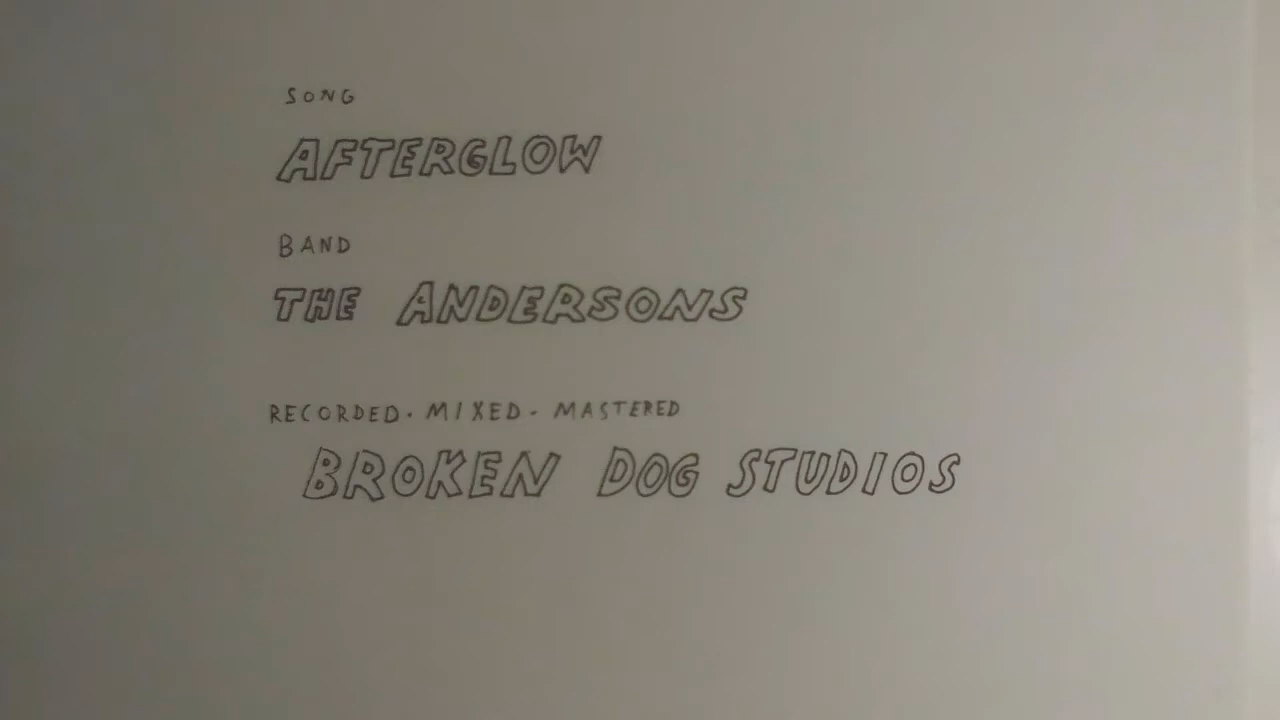 SONG
AFTERGLOW
BAND
THE ANDERSONS
RECORDED. MIXED. MASTERED
BROKEN DOG STUDIOS